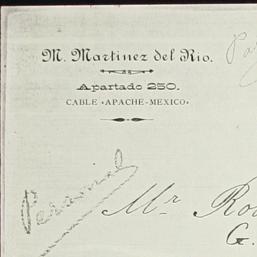 M. Martinez del Rio.
Apartado 250.
CABLE «APACHE-MEXICO»
Personal
Mr
G.